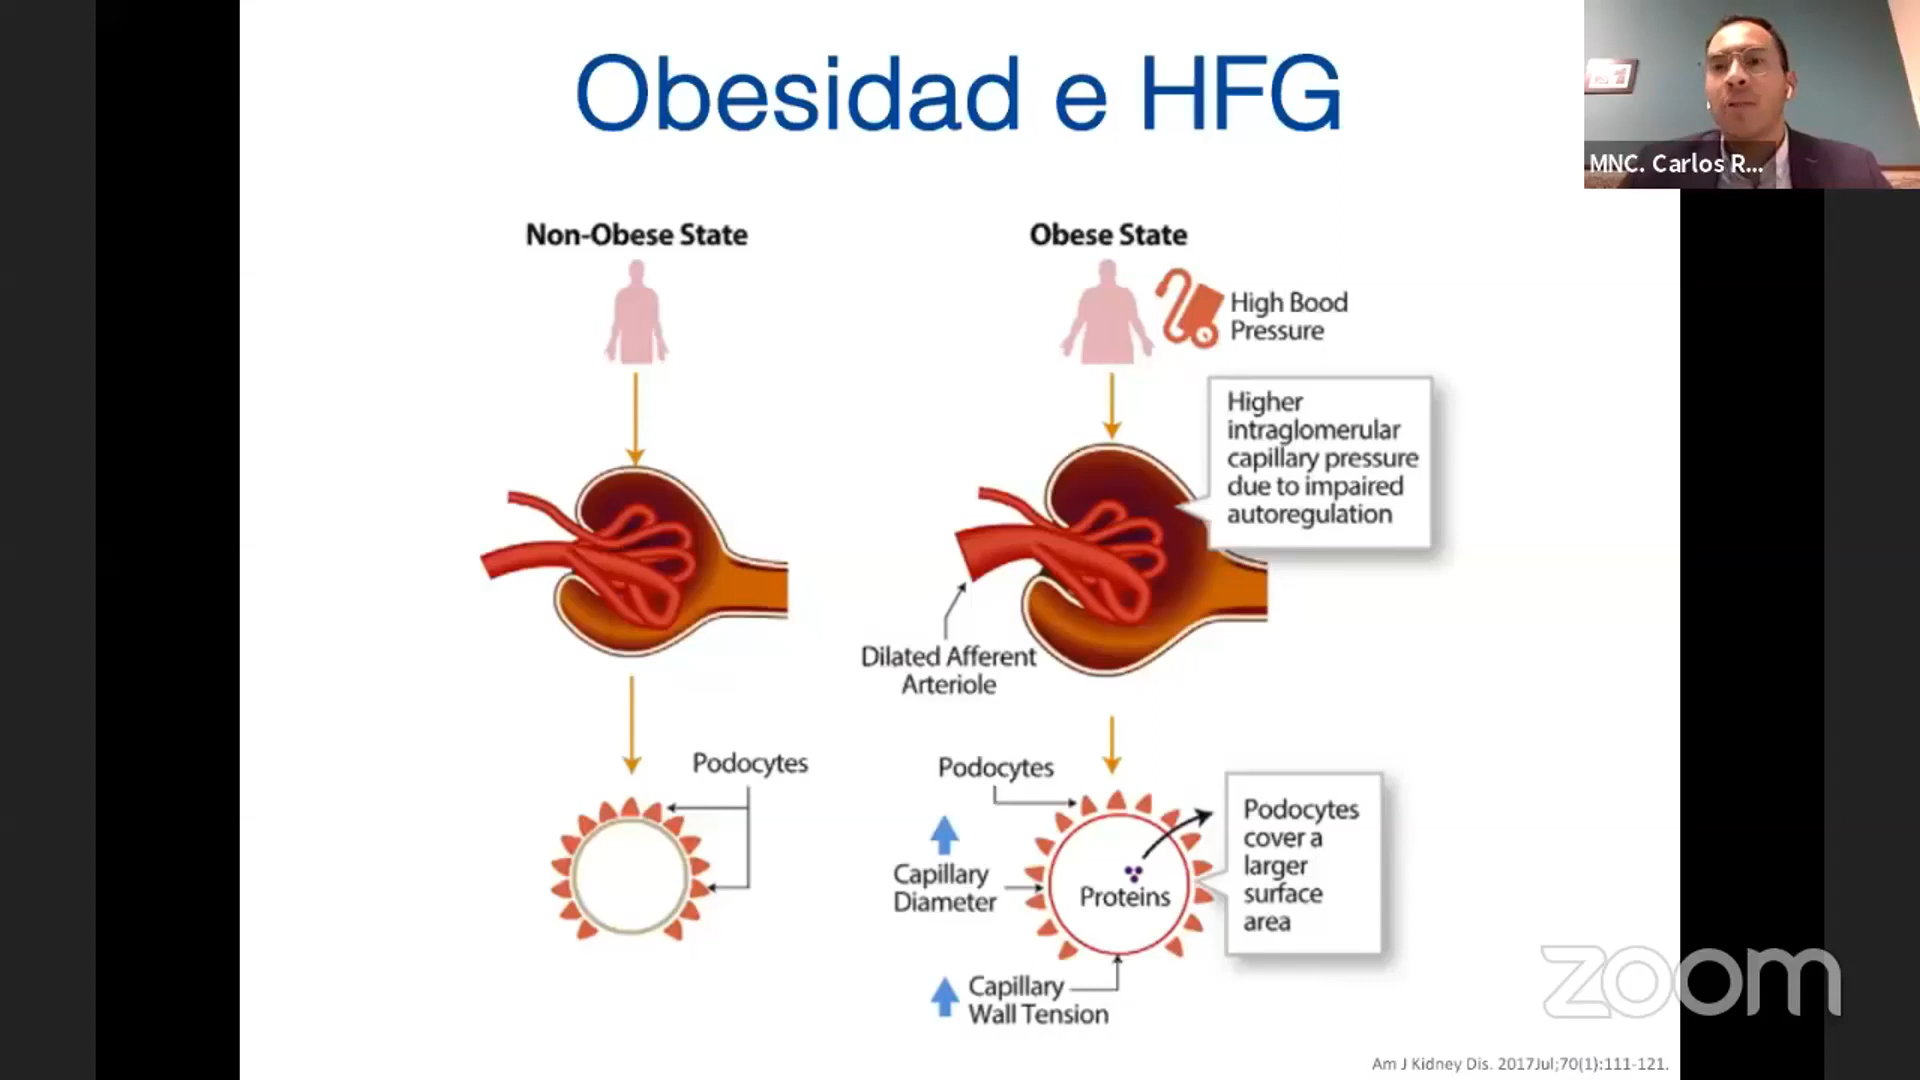 Obesidad e HFG
MNC. Carlos R...
Non-Obese State
Obese State
High Bood
Pressure
Higher
intraglomerular
capillary pressure
due to impaired
autoregulation
Dilated Afferent
Arteriole
Podocytes
Podocytes
Capillary
Diameter
Proteins
Podocytes
cover a
larger
surface
area
Capillary
Wall Tension
zoom
Am J Kidney Dis. 2017Jul;70(1):111-121.